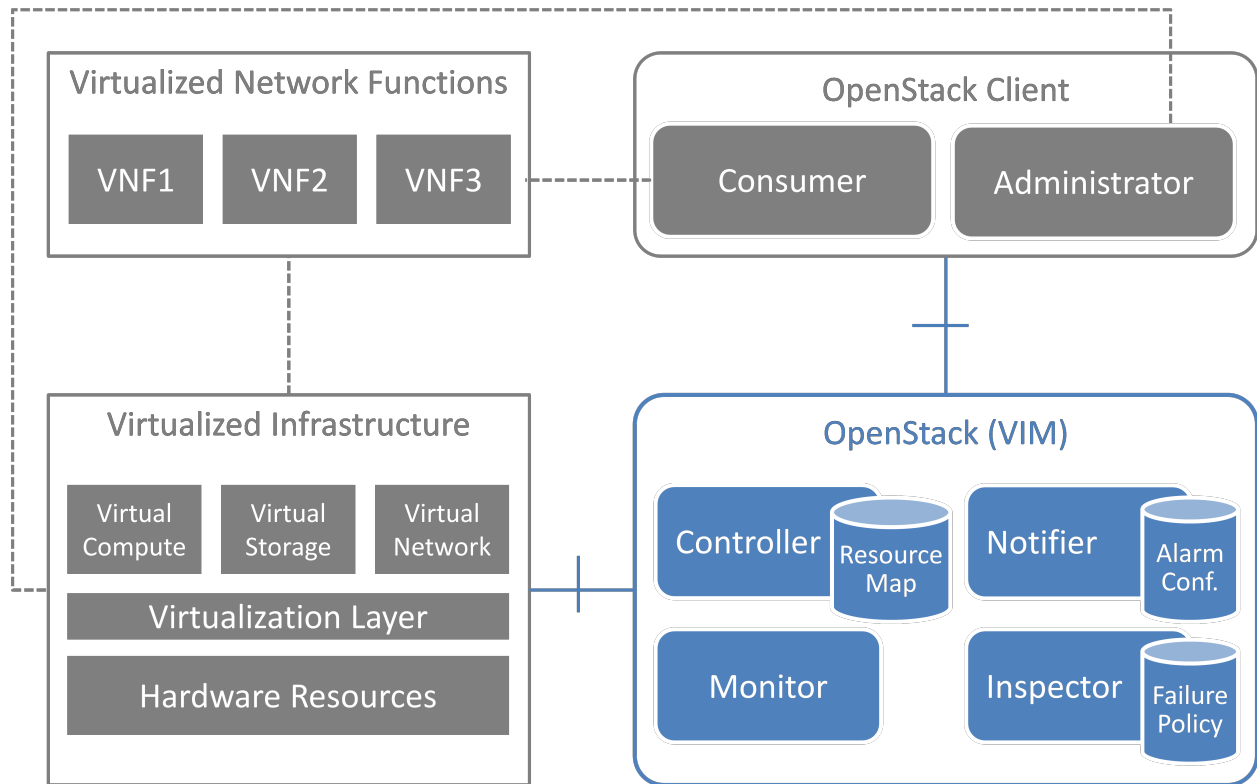 Virtualized Network Functions
VNF1
VNF2
VNF3
OpenStack Client
Consumer
Administrator
Virtualized Infrastructure
Virtual
Compute
Virtual
Storage
Virtual
Network
Virtualization Layer
Hardware Resources
OpenStack (VIM)
Controller
Resource
Map
Notifier
Alarm
Conf.
Monitor
Inspector
Failure
Policy